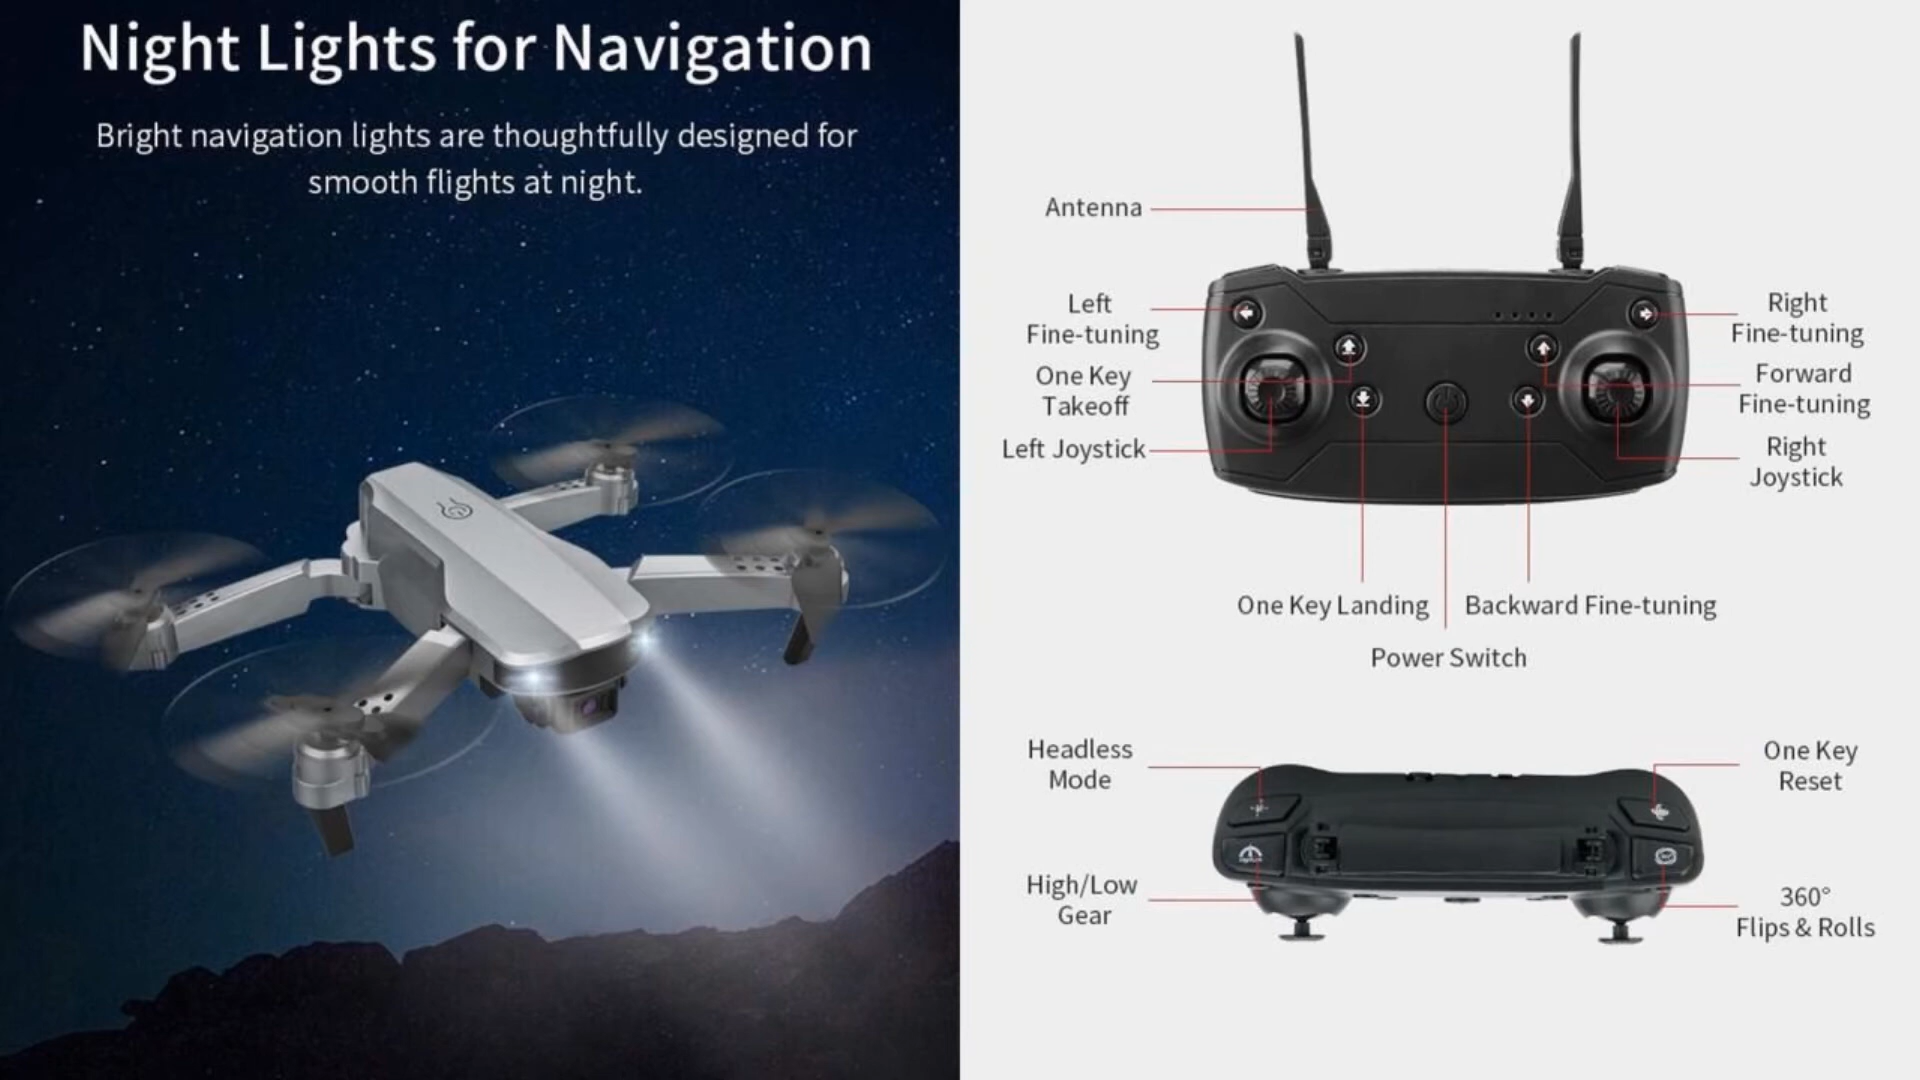 Night Lights for Navigation
Bright navigation lights are thoughtfully designed for
smooth flights at night.
Antenna
Left
Fine-tuning
One Key
Takeoff
Left Joystick
Right
Fine-tuning
Forward
Fine-tuning
Right
Joystick
One Key Landing
Backward Fine-tuning
Power Switch
Headless
Mode
One Key
Reset
High/Low
Gear
360°
Flips & Rolls